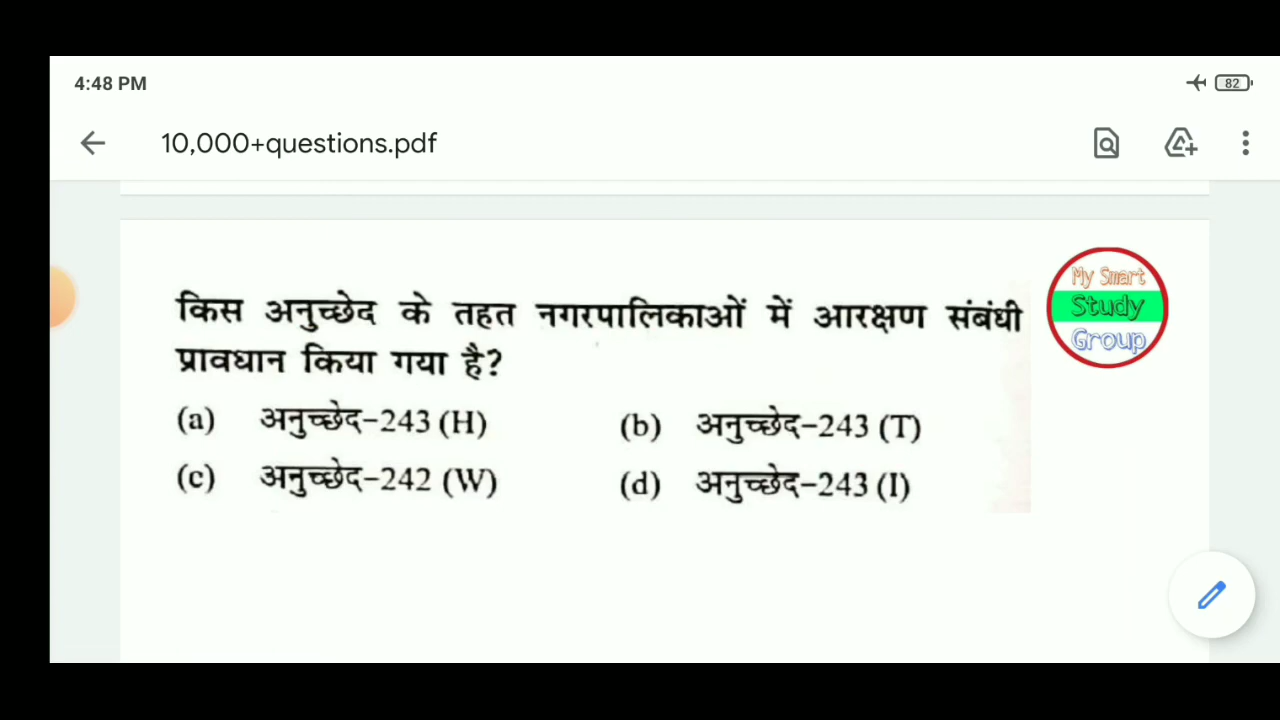 4:48 PM
82
10,000+questions.pdf
My Smart
Study
Group
किस अनुच्छेद के तहत नगरपालिकाओं में आरक्षण संबंधी
प्रावधान किया गया है?
(a) अनुच्छेद-243 (H) (b) अनुच्छेद-243 (T)
(c) अनुच्छेद-242 (W) (d) अनुच्छेद-243 (I)